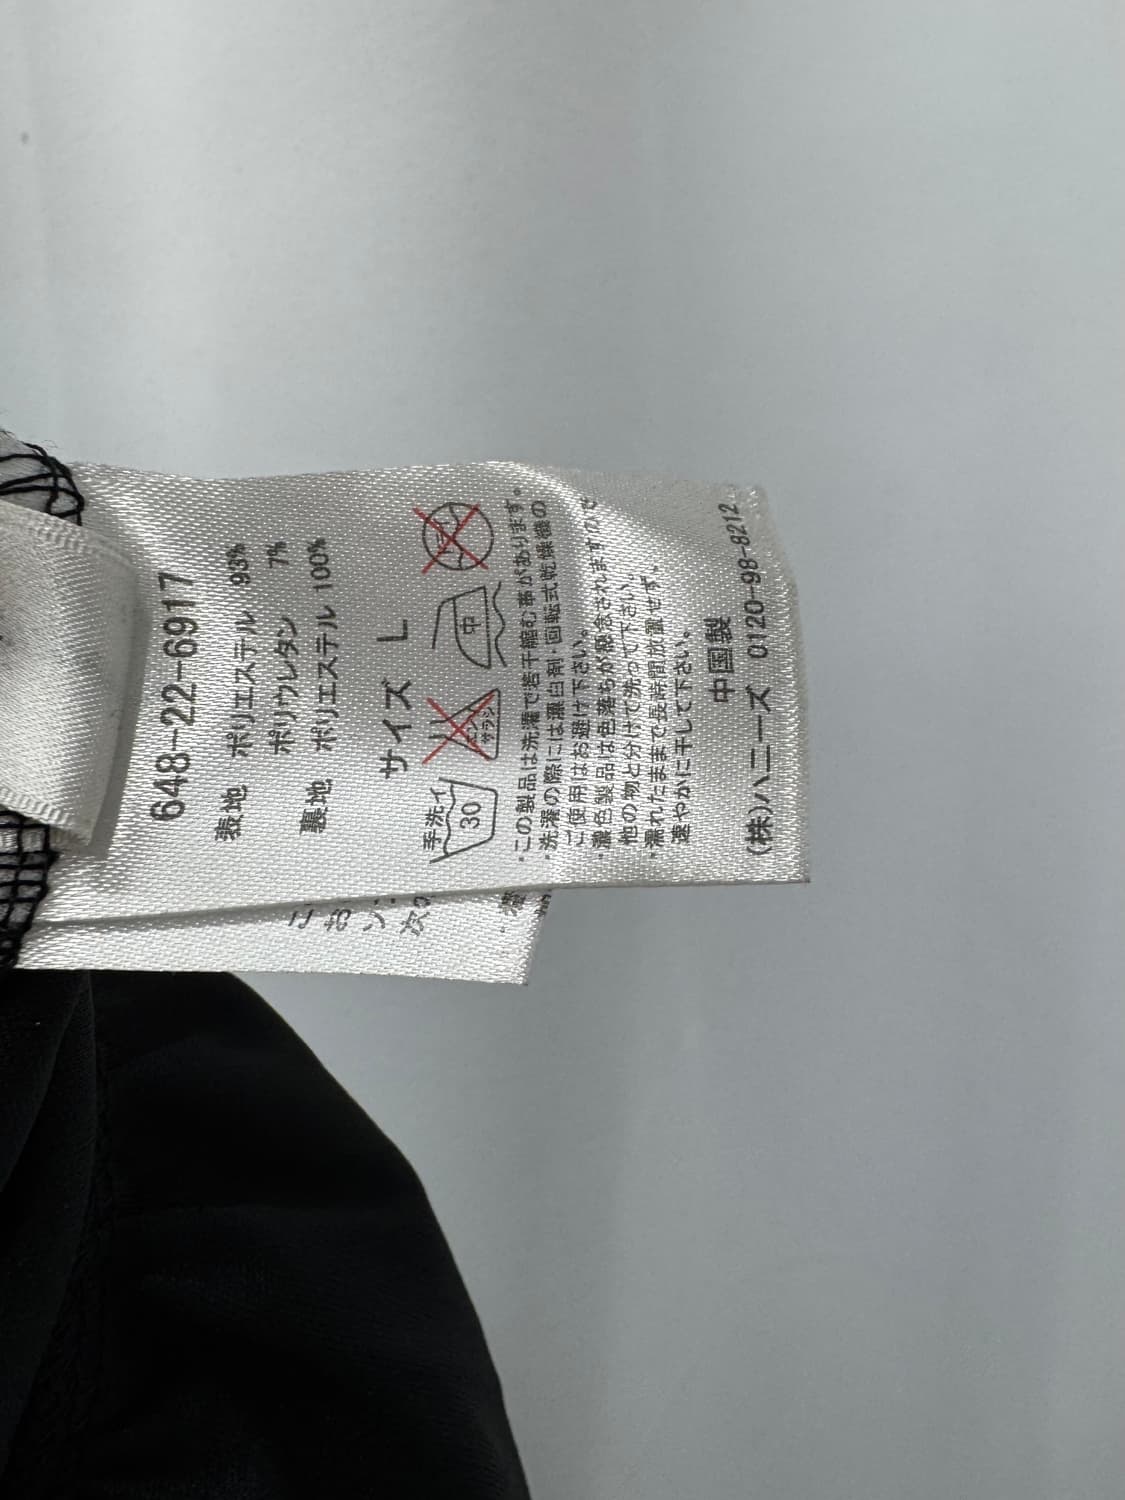 648-22-6917
表地 ポリエステル 93%
ポリウレタン 7%
裏地 ポリエステル 100%
サイズ L
手洗イ
30
エンソ
サラシ
中
・この製品は洗濯で若干縮む事があります。
・洗濯の際には漂白剤・回転式乾燥機の
ご使用はお避け下さい。
・濃色製品は色落ちが懸念されますので
他の物と分けて洗って下さい。
・濡れたままで長時間放置せず、
速やかに干して下さい。
中国製
(株)ハニーズ 0120-98-8212